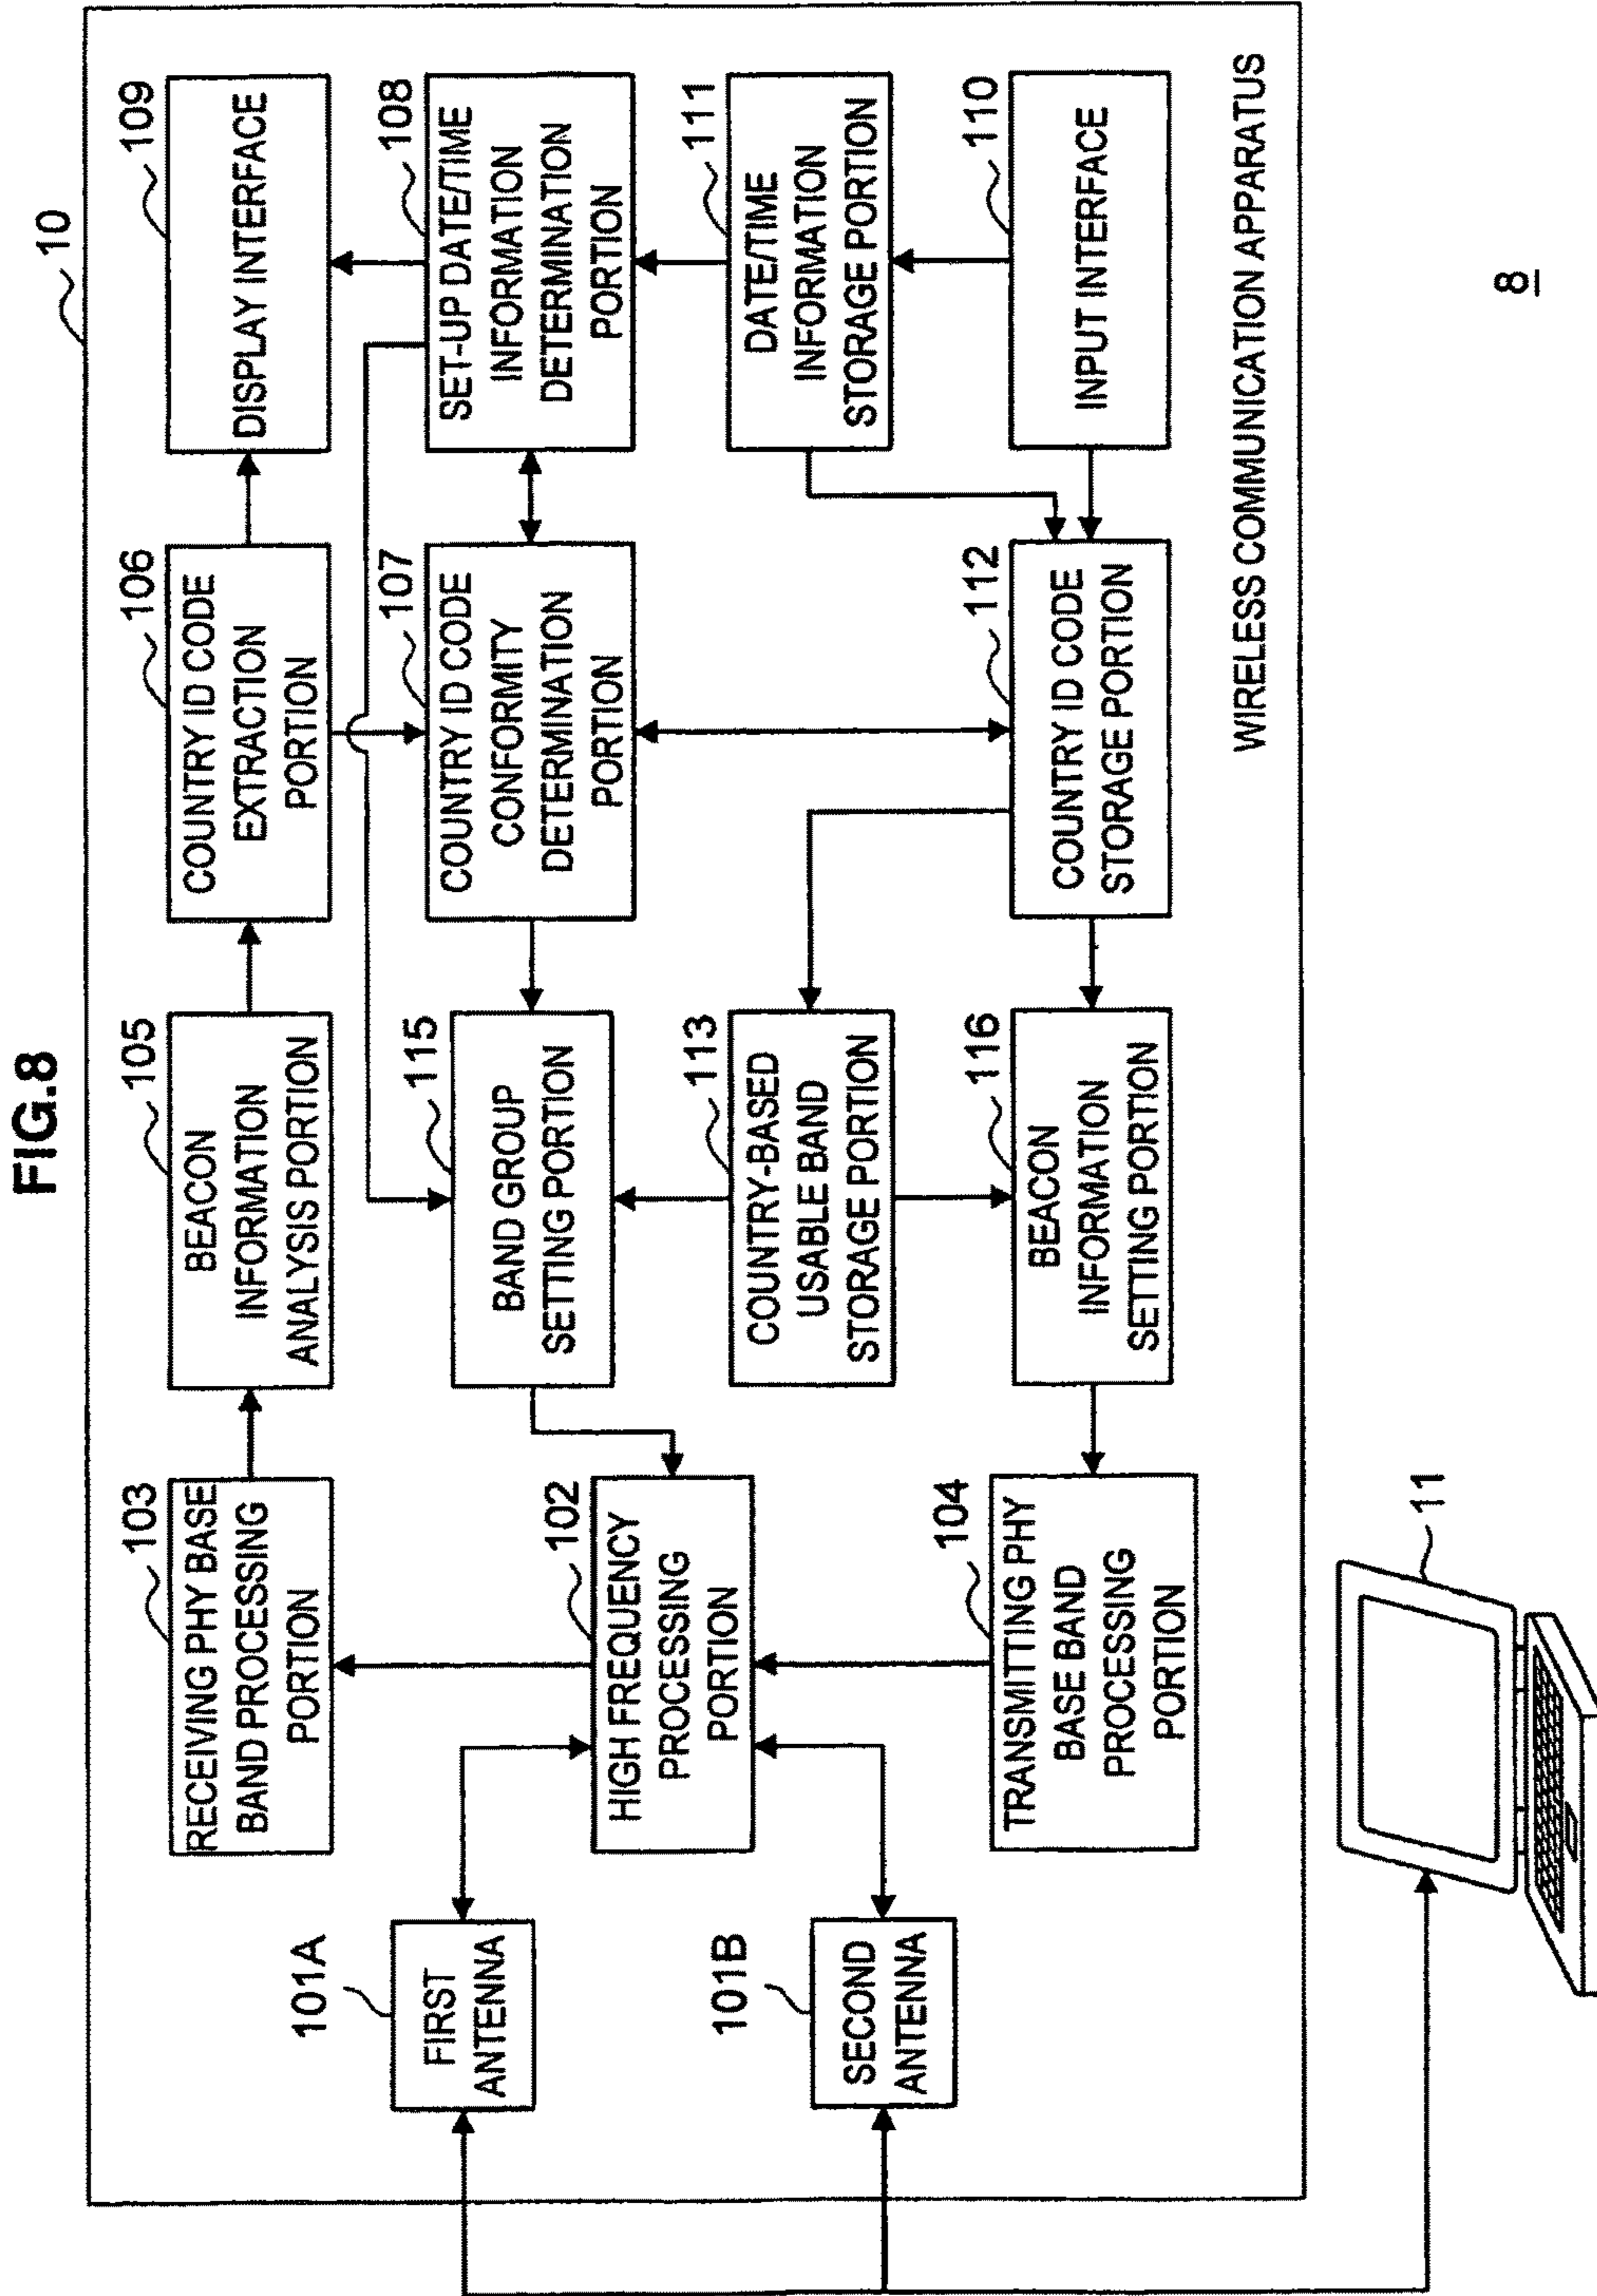 FIG.8
10
101A
FIRST
ANTENNA
101B
SECOND
ANTENNA
103
RECEIVING PHY BASE
BAND PROCESSING
PORTION
102
HIGH FREQUENCY
PROCESSING
PORTION
104
TRANSMITTING PHY
BASE BAND
PROCESSING
PORTION
105
BEACON
INFORMATION
ANALYSIS PORTION
115
BAND GROUP
SETTING PORTION
113
COUNTRY-BASED
USABLE BAND
STORAGE PORTION
116
BEACON
INFORMATION
SETTING PORTION
106
COUNTRY ID CODE
EXTRACTION
PORTION
107
COUNTRY ID CODE
CONFORMITY
DETERMINATION
PORTION
112
COUNTRY ID CODE
STORAGE PORTION
109
DISPLAY INTERFACE
108
SET-UP DATE/TIME
INFORMATION
DETERMINATION
PORTION
111
DATE/TIME
INFORMATION
STORAGE PORTION
110
INPUT INTERFACE
WIRELESS COMMUNICATION APPARATUS
11
8